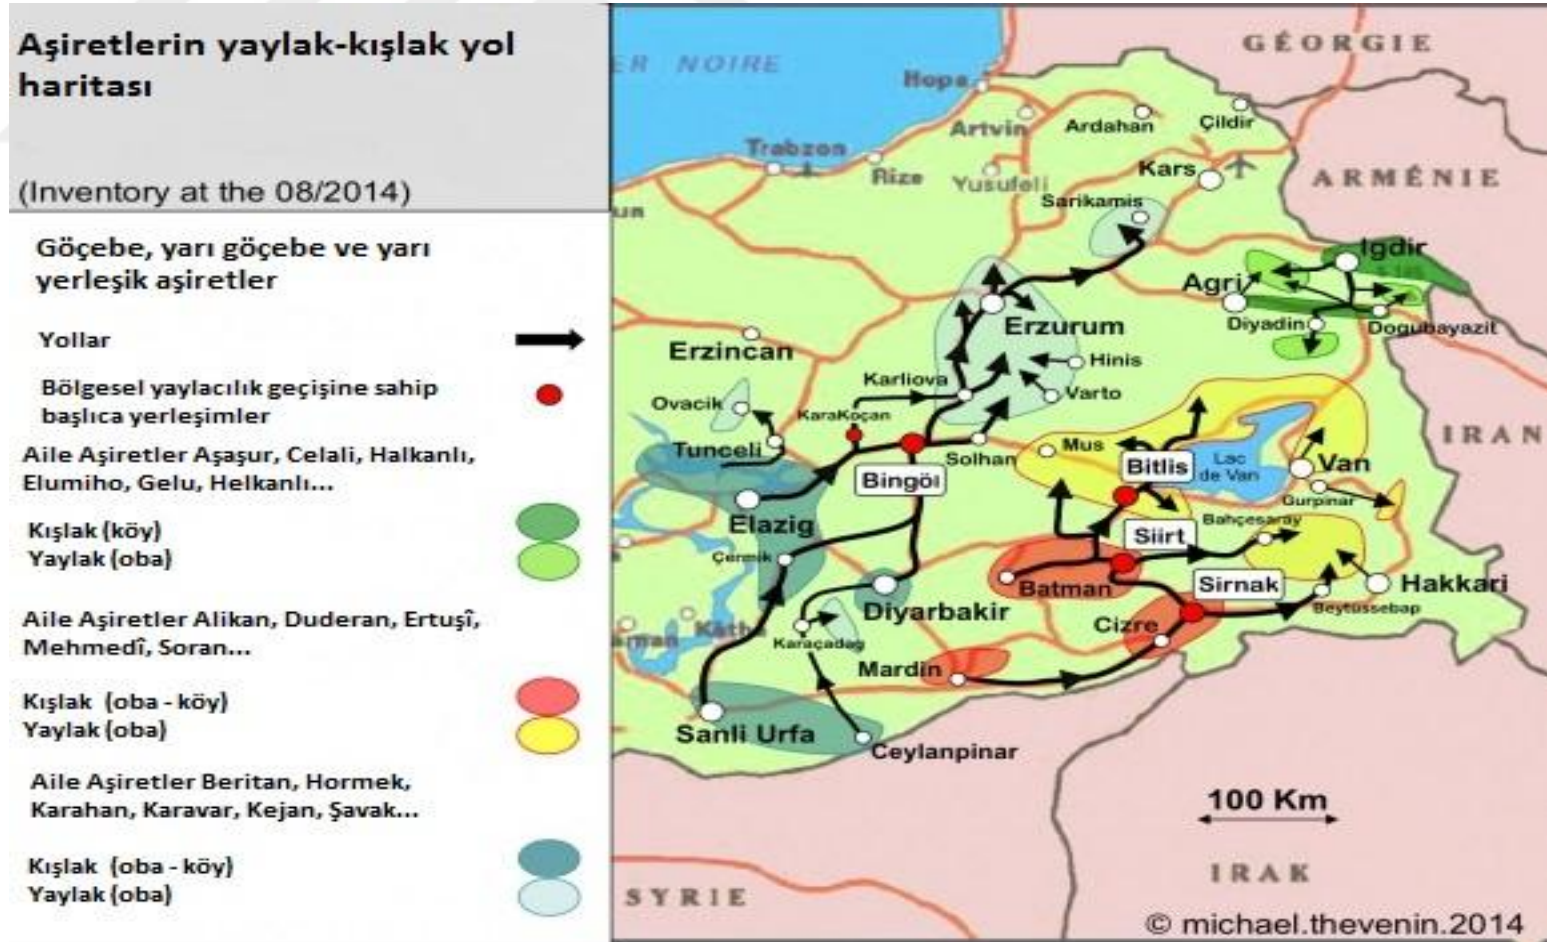 Aşiretlerin yaylak-kışlak yol
haritası
(Inventory at the 08/2014)
Göçebe, yarı göçebe ve yarı
yerleşik aşiretler
Yollar
Bölgesel yaylacılık geçişine sahip
başlıca yerleşimler
Aile Aşiretler Aşaşur, Celali, Halkanlı,
Elumiho, Gelu, Helkanlı...
Kışlak (köy)
Yaylak (oba)
Aile Aşiretler Alikan, Duderan, Ertuşî,
Mehmedî, Soran...
Kışlak (oba - köy)
Yaylak (oba)
Aile Aşiretler Beritan, Hormek,
Karahan, Karavar, Kejan, Şavak...
Kışlak (oba - köy)
Yaylak (oba)
GÉORGIE
ER NOIRE
Hopa
Artvin
Ardahan
Çildir
Trabzon
Rize
Yusufeli
Kars
ARMÉNIE
Sarikamis
un
Igdir
Agri
Diyadin
Dogubayazit
Erzurum
Erzincan
Hinis
Karliova
Varto
Ovacik
KaraKoçan
Tunceli
Mus
IRAN
Solhan
Bitlis
Lac
de Van
Van
Bingöl
Gurpinar
Elazig
Siirt
Bahçesaray
Çermik
Batman
Sirnak
Hakkari
Diyarbakir
Beytüssebap
Cizre
Karaçadag
Mardin
Sanli Urfa
Ceylanpinar
100 Km
IRAK
SYRIE
© michael.thevenin.2014